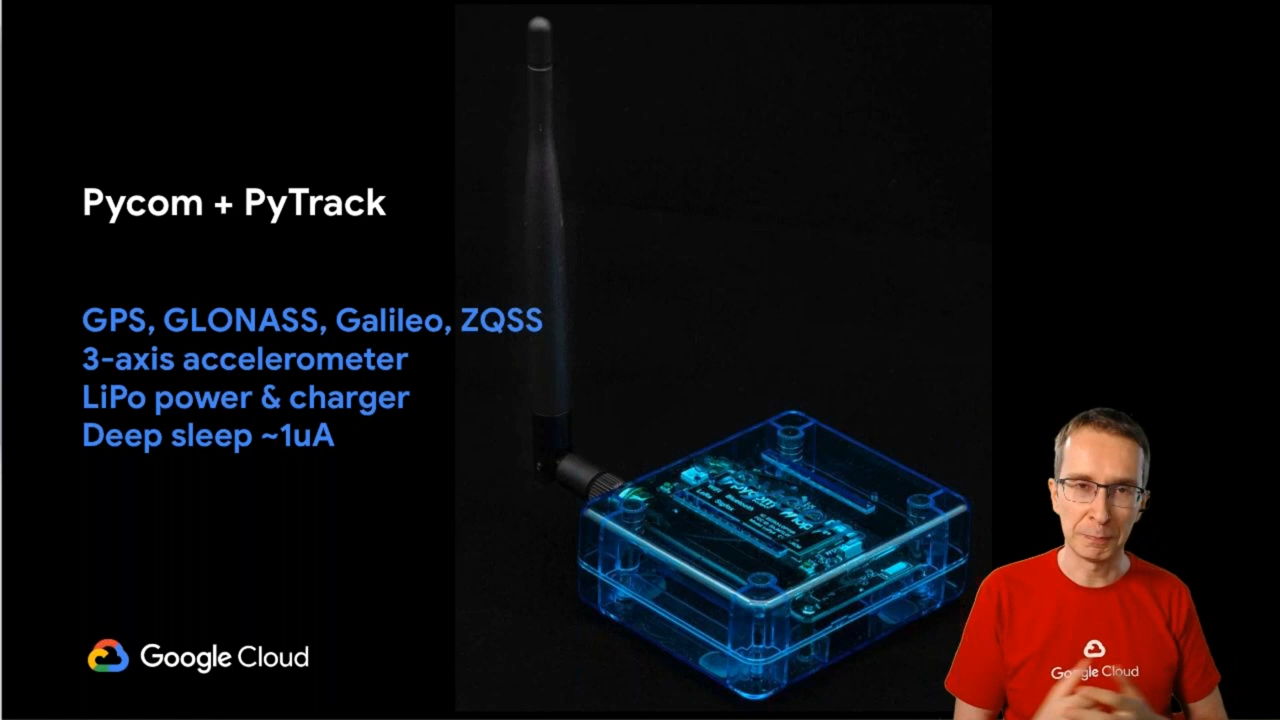 Pycom + PyTrack
GPS, GLONASS, Galileo, ZQSS
3-axis accelerometer
LiPo power & charger
Deep sleep ~1uA
Google Cloud
Google Cloud